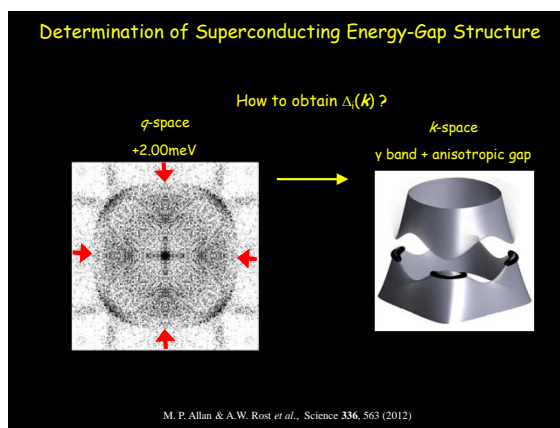 Determination of Superconducting Energy-Gap Structure
How to obtain Δi(k) ?
q-space
+2.00meV
k-space
γ band + anisotropic gap
M. P. Allan & A.W. Rost et al., Science 336, 563 (2012)